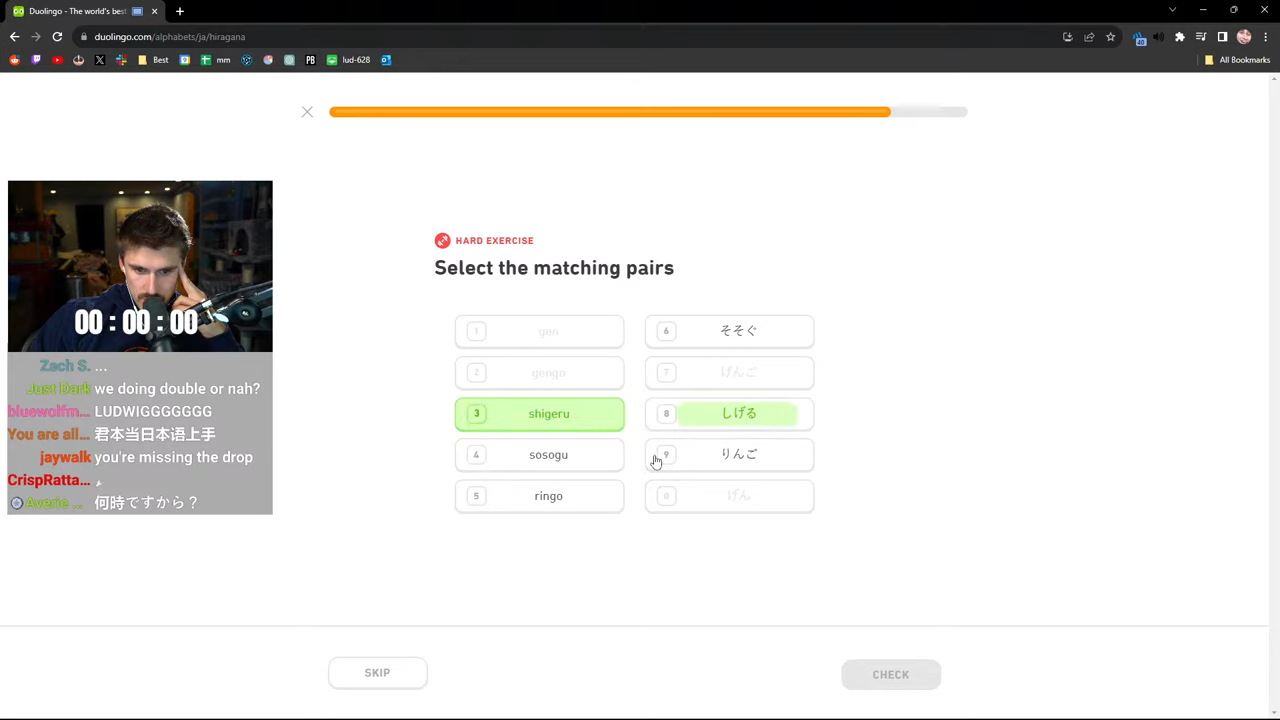 Duolingo - The world's best
duolingo.com/alphabets/ja/hiragana
40
Best
mm
PB
lud-628
All Bookmarks
HARD EXERCISE
Select the matching pairs
1 gen
6 そそぐ
2 gengo
7 げんご
3 shigeru
8 しげる
4 sosogu
9 りんご
5 ringo
げん
00:00:00
Zach S. ...
Just Dark we doing double or nah?
bluewolfm... LUDWIGGGGGGG
You are all... 君本当日本语上手
jaywalk you're missing the drop
CrispRatta... ,
Averie ... 何時ですから？
SKIP
CHECK